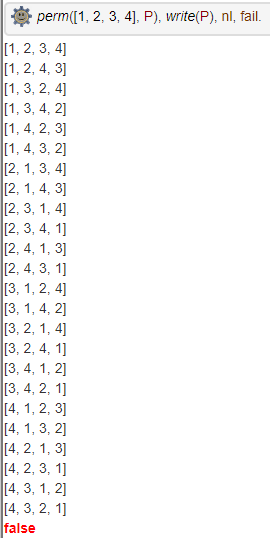 perm([1, 2, 3, 4], P), write(P), nl, fail.
[1, 2, 3, 4]
[1, 2, 4, 3]
[1, 3, 2, 4]
[1, 3, 4, 2]
[1, 4, 2, 3]
[1, 4, 3, 2]
[2, 1, 3, 4]
[2, 1, 4, 3]
[2, 3, 1, 4]
[2, 3, 4, 1]
[2, 4, 1, 3]
[2, 4, 3, 1]
[3, 1, 2, 4]
[3, 1, 4, 2]
[3, 2, 1, 4]
[3, 2, 4, 1]
[3, 4, 1, 2]
[3, 4, 2, 1]
[4, 1, 2, 3]
[4, 1, 3, 2]
[4, 2, 1, 3]
[4, 2, 3, 1]
[4, 3, 1, 2]
[4, 3, 2, 1]
false